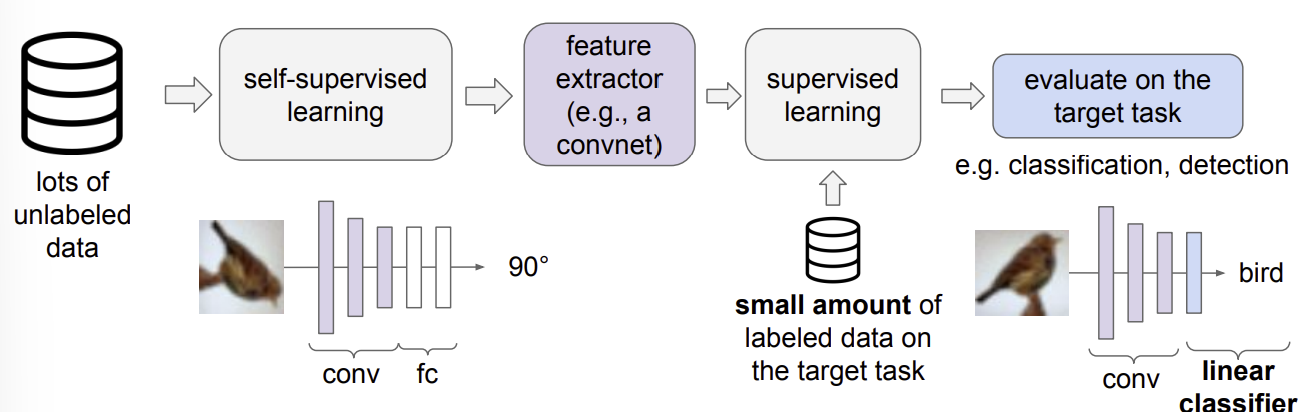 lots of
unlabeled
data
self-supervised
learning
feature
extractor
(e.g., a
convnet)
supervised
learning
evaluate on the
target task
e.g. classification, detection
90°
conv
fc
small amount of
labeled data on
the target task
bird
conv
linear
classifier